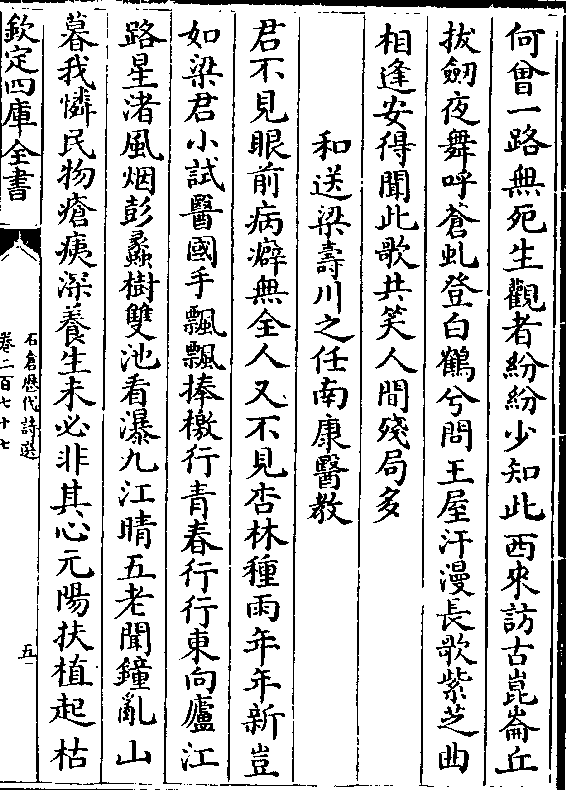 何曾一路無死生觀者紛紛少知此西來訪古崑崙丘
拔劒夜舞呼蒼虬登白鶴兮問王屋汗漫長歌紫芝曲
相逢安得聞此歌共笑人間殘局多
和送梁壽川之任南康醫教
君不見眼前病癖無全人又不見杏林種雨年年新豈
如梁君小試醫國手飄飄捧檄行青春行行東向廬江
路星渚風烟彭蠡樹雙池看瀑九江晴五老聞鐘亂山
暮我憐民物瘡痍深養生未必非其心元陽扶植起枯
欽定四庫全書
石倉歴代詩選
卷二百七十七
五